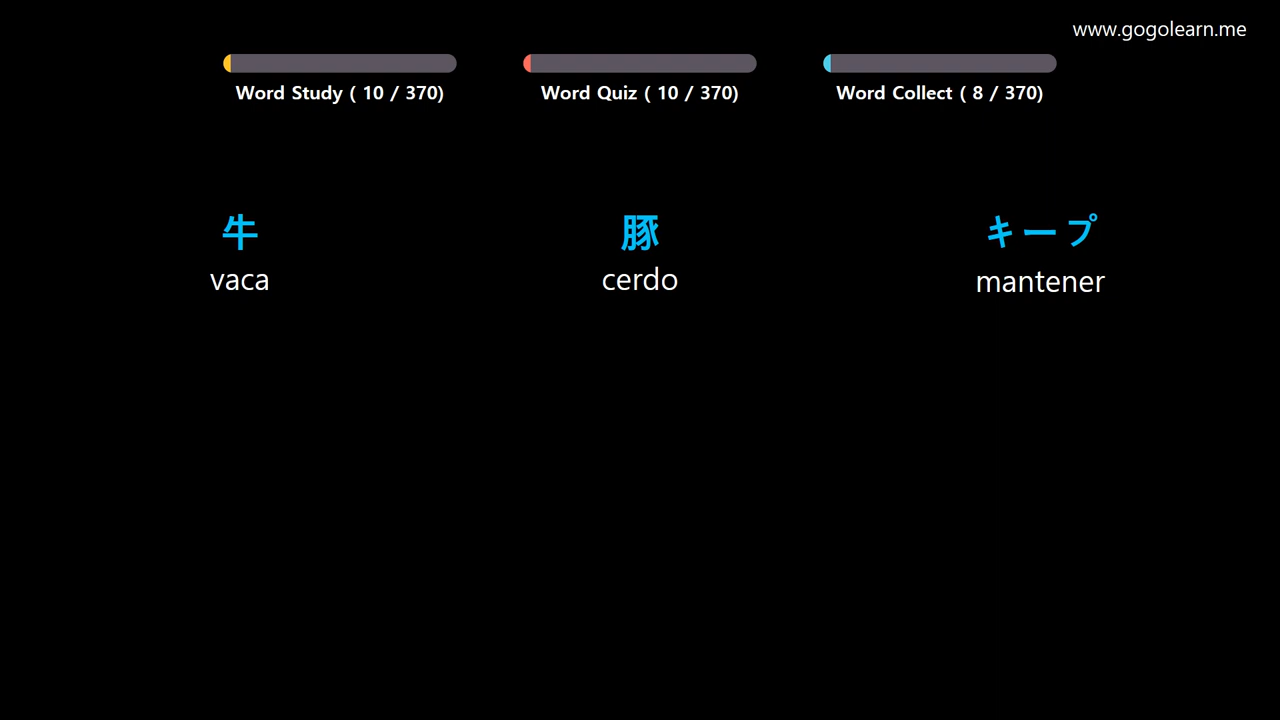 www.gogolearn.me
Word Study ( 10 / 370)
Word Quiz ( 10 / 370)
Word Collect ( 8 / 370)
牛
vaca
豚
cerdo
キープ
mantener